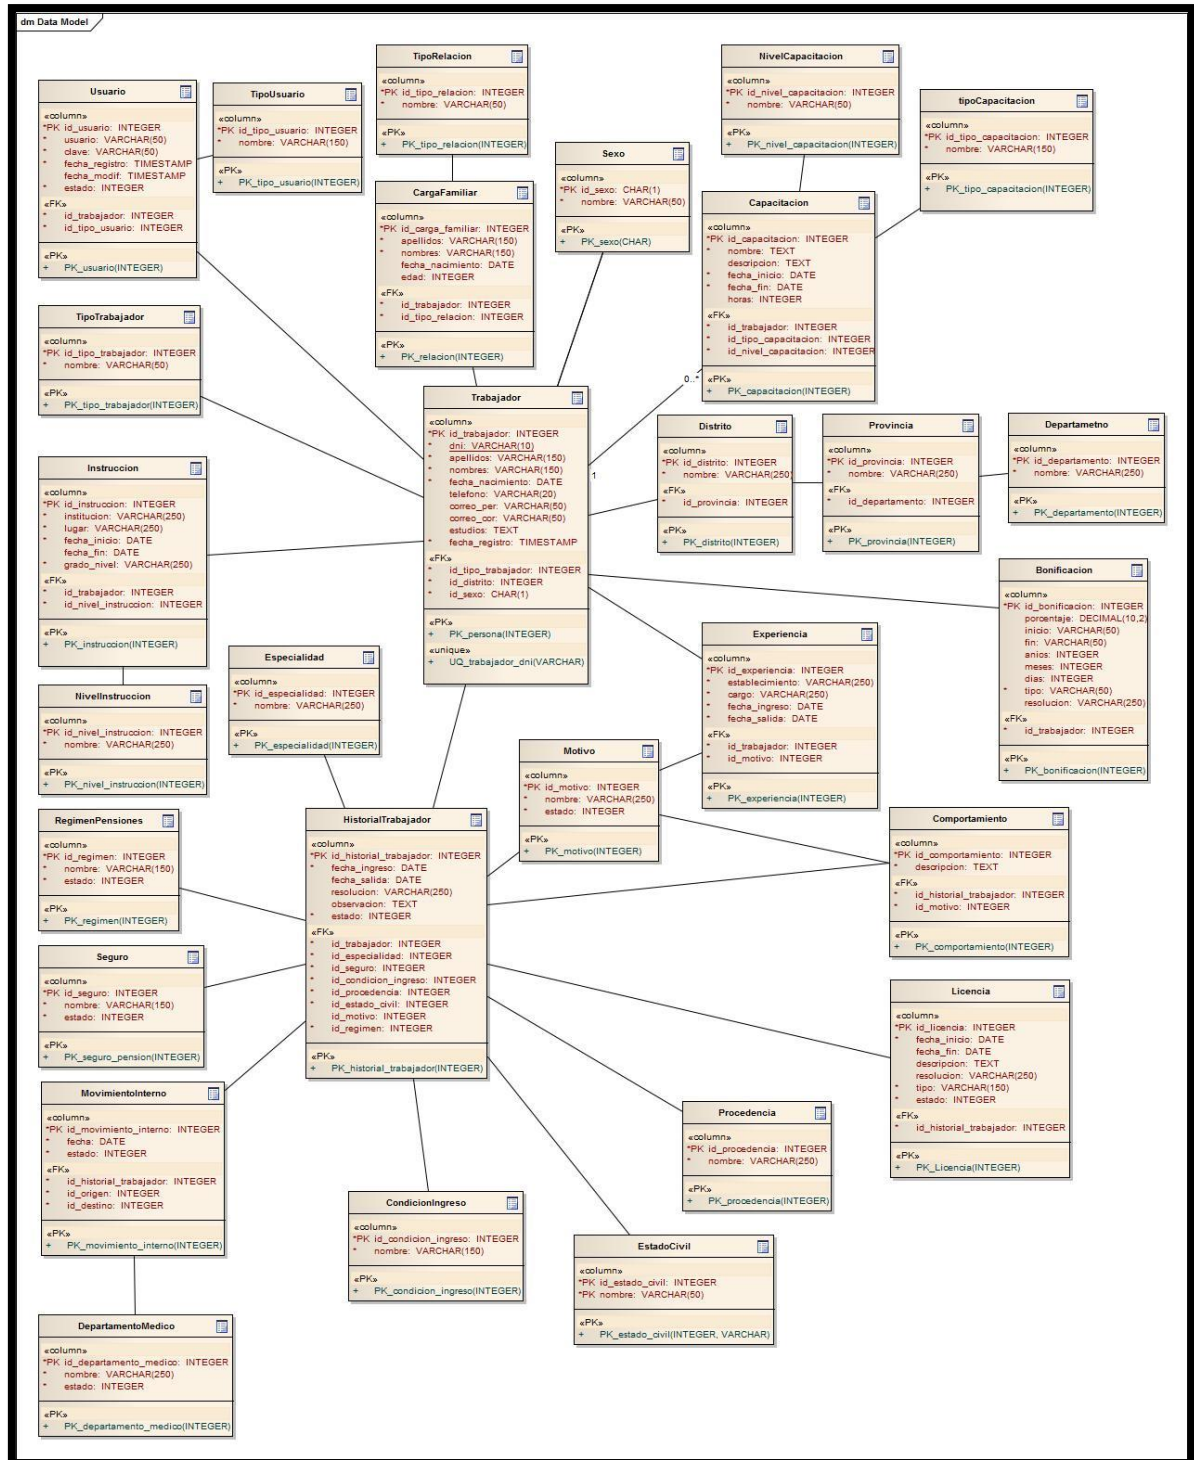 dm Data Model
Usuario
«column»
*PK id_usuario: INTEGER
* usuario: VARCHAR(50)
* clave: VARCHAR(50)
* fecha_registro: TIMESTAMP
fecha_modif: TIMESTAMP
* estado: INTEGER
«FK»
* id_trabajador: INTEGER
* id_tipo_usuario: INTEGER
«PK»
+ PK_usuario(INTEGER)
TipoUsuario
«column»
*PK id_tipo_usuario: INTEGER
* nombre: VARCHAR(150)
«PK»
+ PK_tipo_usuario(INTEGER)
TipoRelacion
«column»
*PK id_tipo_relacion: INTEGER
* nombre: VARCHAR(50)
«PK»
+ PK_tipo_relacion(INTEGER)
NivelCapacitacion
«column»
*PK id_nivel_capacitacion: INTEGER
* nombre: VARCHAR(50)
«PK»
+ PK_nivel_capacitacion(INTEGER)
tipoCapacitacion
«column»
*PK id_tipo_capacitacion: INTEGER
* nombre: VARCHAR(150)
«PK»
+ PK_tipo_capacitacion(INTEGER)
CargaFamiliar
«column»
*PK id_carga_familiar: INTEGER
* apellidos: VARCHAR(150)
* nombres: VARCHAR(150)
fecha_nacimiento: DATE
edad: INTEGER
«FK»
* id_trabajador: INTEGER
* id_tipo_relacion: INTEGER
«PK»
+ PK_relacion(INTEGER)
Sexo
«column»
*PK id_sexo: CHAR(1)
* nombre: VARCHAR(50)
«PK»
+ PK_sexo(CHAR)
Capacitacion
«column»
*PK id_capacitacion: INTEGER
* nombre: TEXT
descripcion: TEXT
* fecha_inicio: DATE
* fecha_fin: DATE
horas: INTEGER
«FK»
* id_trabajador: INTEGER
* id_tipo_capacitacion: INTEGER
* id_nivel_capacitacion: INTEGER
«PK»
+ PK_capacitacion(INTEGER)
0..*
1
TipoTrabajador
«column»
*PK id_tipo_trabajador: INTEGER
* nombre: VARCHAR(50)
«PK»
+ PK_tipo_trabajador(INTEGER)
Trabajador
«column»
*PK id_trabajador: INTEGER
* dni: VARCHAR(10)
* apellidos: VARCHAR(150)
* nombres: VARCHAR(150)
* fecha_nacimiento: DATE
telefono: VARCHAR(20)
correo_per: VARCHAR(50)
correo_cor: VARCHAR(50)
estudios: TEXT
* fecha_registro: TIMESTAMP
«FK»
* id_tipo_trabajador: INTEGER
* id_distrito: INTEGER
* id_sexo: CHAR(1)
«PK»
+ PK_persona(INTEGER)
«unique»
+ UQ_trabajador_dni(VARCHAR)
Distrito
«column»
*PK id_distrito: INTEGER
* nombre: VARCHAR(250)
«FK»
* id_provincia: INTEGER
«PK»
+ PK_distrito(INTEGER)
Provincia
«column»
*PK id_provincia: INTEGER
* nombre: VARCHAR(250)
«FK»
* id_departamento: INTEGER
«PK»
+ PK_provincia(INTEGER)
Departametno
«column»
*PK id_departamento: INTEGER
* nombre: VARCHAR(250)
«PK»
+ PK_departamento(INTEGER)
Instruccion
«column»
*PK id_instruccion: INTEGER
* institucion: VARCHAR(250)
* lugar: VARCHAR(250)
* fecha_inicio: DATE
fecha_fin: DATE
* grado_nivel: VARCHAR(250)
«FK»
* id_trabajador: INTEGER
* id_nivel_instruccion: INTEGER
«PK»
+ PK_instruccion(INTEGER)
Bonificacion
«column»
*PK id_bonificacion: INTEGER
porcentaje: DECIMAL(10,2)
inicio: VARCHAR(50)
fin: VARCHAR(50)
anios: INTEGER
meses: INTEGER
dias: INTEGER
* tipo: VARCHAR(50)
resolucion: VARCHAR(250)
«FK»
* id_trabajador: INTEGER
«PK»
+ PK_bonificacion(INTEGER)
Experiencia
«column»
*PK id_experiencia: INTEGER
* establecimiento: VARCHAR(250)
* cargo: VARCHAR(250)
* fecha_ingreso: DATE
* fecha_salida: DATE
«FK»
* id_trabajador: INTEGER
* id_motivo: INTEGER
«PK»
+ PK_experiencia(INTEGER)
Especialidad
«column»
*PK id_especialidad: INTEGER
* nombre: VARCHAR(250)
«PK»
+ PK_especialidad(INTEGER)
NivelInstruccion
«column»
*PK id_nivel_instruccion: INTEGER
* nombre: VARCHAR(250)
«PK»
+ PK_nivel_instruccion(INTEGER)
Motivo
«column»
*PK id_motivo: INTEGER
* nombre: VARCHAR(250)
* estado: INTEGER
«PK»
+ PK_motivo(INTEGER)
RegimenPensiones
«column»
*PK id_regimen: INTEGER
* nombre: VARCHAR(150)
* estado: INTEGER
«PK»
+ PK_regimen(INTEGER)
HistorialTrabajador
«column»
*PK id_historial_trabajador: INTEGER
* fecha_ingreso: DATE
fecha_salida: DATE
resolucion: VARCHAR(250)
observacion: TEXT
* estado: INTEGER
«FK»
* id_trabajador: INTEGER
* id_especialidad: INTEGER
* id_seguro: INTEGER
* id_condicion_ingreso: INTEGER
* id_procedencia: INTEGER
* id_estado_civil: INTEGER
id_motivo: INTEGER
* id_regimen: INTEGER
«PK»
+ PK_historial_trabajador(INTEGER)
Comportamiento
«column»
*PK id_comportamiento: INTEGER
* descripcion: TEXT
«FK»
* id_historial_trabajador: INTEGER
* id_motivo: INTEGER
«PK»
+ PK_comportamiento(INTEGER)
Seguro
«column»
*PK id_seguro: INTEGER
* nombre: VARCHAR(150)
* estado: INTEGER
«PK»
+ PK_seguro_pension(INTEGER)
Licencia
«column»
*PK id_licencia: INTEGER
* fecha_inicio: DATE
fecha_fin: DATE
descripcion: TEXT
resolucion: VARCHAR(250)
* tipo: VARCHAR(150)
* estado: INTEGER
«FK»
* id_historial_trabajador: INTEGER
«PK»
+ PK_Licencia(INTEGER)
MovimientoInterno
«column»
*PK id_movimiento_interno: INTEGER
* fecha: DATE
* estado: INTEGER
«FK»
* id_historial_trabajador: INTEGER
* id_origen: INTEGER
* id_destino: INTEGER
«PK»
+ PK_movimiento_interno(INTEGER)
Procedencia
«column»
*PK id_procedencia: INTEGER
* nombre: VARCHAR(250)
«PK»
+ PK_procedencia(INTEGER)
CondicionIngreso
«column»
*PK id_condicion_ingreso: INTEGER
* nombre: VARCHAR(150)
«PK»
+ PK_condicion_ingreso(INTEGER)
EstadoCivil
«column»
*PK id_estado_civil: INTEGER
*PK nombre: VARCHAR(50)
«PK»
+ PK_estado_civil(INTEGER, VARCHAR)
DepartamentoMedico
«column»
*PK id_departamento_medico: INTEGER
* nombre: VARCHAR(250)
* estado: INTEGER
«PK»
+ PK_departamento_medico(INTEGER)